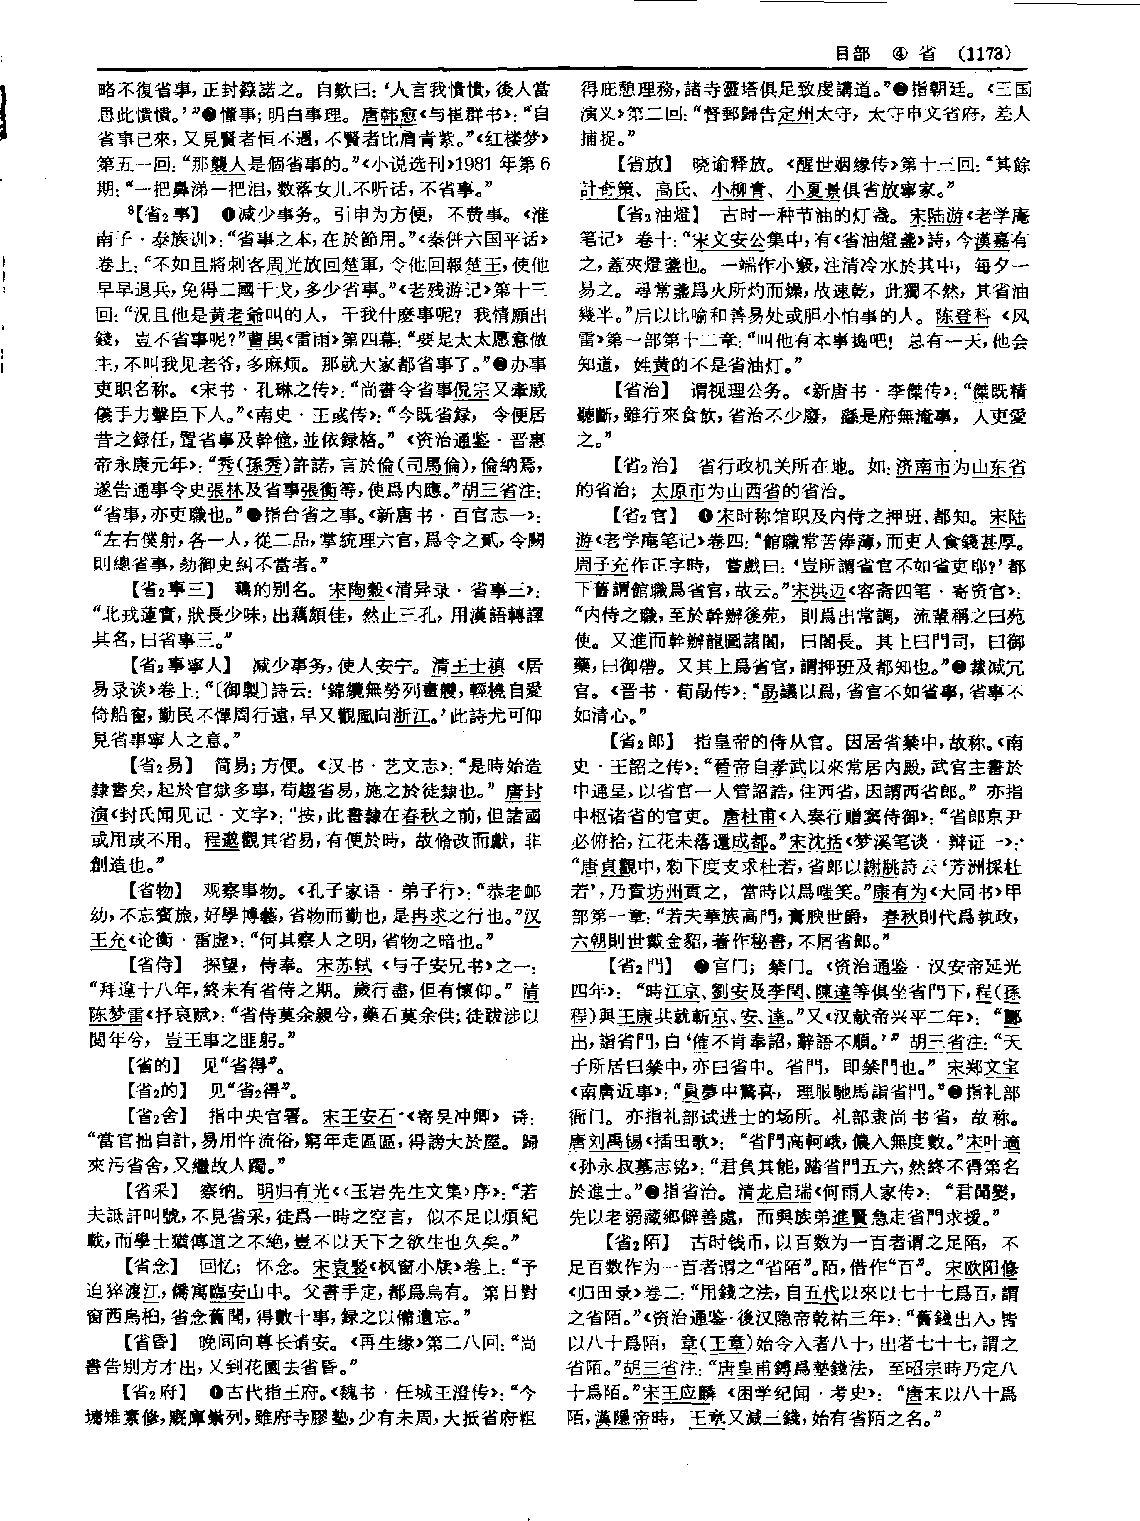 目部 ④ 省 （1173）
略不復省事，正封籙諾之。自歎曰：‘人言我憒憒，後人當
思此憒憒。’”❷懂事；明白事理。唐韩愈《与崔群书》：“自
省事已來，又見賢者恒不遇，不賢者比肩青紫。”《红楼梦》
第五一回：“那襲人是個省事的。”《小说选刊》1981 年第 6
期：“一把鼻涕一把泪，数落女儿不听话，不省事。”
【省₂事】 ❶减少事务。引申为方便，不费事。《淮
南子·泰族训》：“省事之本，在於節用。”《秦併六国平话》
卷上：“不如且將刺客周光放回楚軍，令他回報楚王，使他
早早退兵，免得二國干戈，多少省事。”《老残游记》第十三
回：“況且他是黄老爺叫的人，干我什麽事呢？我情願出
錢，豈不省事呢？”曹禺《雷雨》第四幕：“要是太太愿意做
主，不叫我见老爷，多麻烦。那就大家都省事了。”❷办事
吏职名称。《宋书·孔琳之传》：“尚書令省事倪宗又牽威
儀手力擊臣下人。”《南史·王彧传》：“今既省録，令便居
昔之録任，置省事及幹僮，並依録格。”《资治通鉴·晋惠
帝永康元年》：“秀（孫秀）許諾，言於倫（司馬倫），倫納焉，
遂告通事令史張林及省事張衡等，使爲内應。”胡三省注：
“省事，亦吏職也。”❸指台省之事。《新唐书·百官志一》：
“左右僕射，各一人，從二品，掌統理六官，爲令之貳，令闕
則總省事，劾御史糾不當者。”
【省₂事三】 藕的别名。宋陶穀《清异录·省事三》：
“北戎蓮實，狀長少味，出藕頗佳，然止三孔，用漢語轉譯
其名，曰省事三。”
【省₂事寧人】 减少事务，使人安宁。清王士禛《居
易录谈》卷上：“〔御製〕詩云：‘錦纜無勞列畫艭，輕橈自愛
倚船窗，勤民不憚周行遠，早又觀風向浙江。’此詩尤可仰
見省事寧人之意。”
【省₂易】 简易；方便。《汉书·艺文志》：“是時始造
隸書矣，起於官獄多事，苟趨省易，施之於徒隸也。”唐封
演《封氏闻见记·文字》：“按，此書隸在春秋之前，但諸國
或用或不用。程邈觀其省易，有便於時，故脩改而獻，非
創造也。”
【省物】 观察事物。《孔子家语·弟子行》：“恭老卹
幼，不忘賓旅，好學博藝，省物而勤也，是冉求之行也。”汉
王充《论衡·雷虚》：“何其察人之明，省物之暗也。”
【省侍】 探望，侍奉。宋苏轼《与子安兄书》之一：
“拜違十八年，終未有省侍之期。歲行盡，但有懷仰。”清
陈梦雷《抒哀赋》：“省侍莫余親兮，藥石莫余供；徒跋涉以
閱年兮，豈王事之匪躬。”
【省的】 见“省得²”。
【省₂的】 见“省₂得²”。
【省₂舍】 指中央官署。宋王安石《寄吴冲卿》诗：
“當官拙自計，易用忤流俗，窮年走區區，得謗大於屋。歸
來污省舍，又繼故人躅。”
【省采】 察纳。明归有光《〈玉岩先生文集〉序》：“若
夫詆訶叫號，不見省采，徒爲一時之空言，似不足以煩紀
載，而學士猶傳道之不絶，豈不以天下之欲生也久矣。”
【省念】 回忆；怀念。宋袁褧《枫窗小牍》卷上：“予
迫猝渡江，僑寓臨安山中。父書手定，都爲烏有。第日對
窗西烏桕，省念舊聞，得數十事，録之以備遺忘。”
【省昏】 晚间向尊长请安。《再生缘》第二八回：“尚
書告别方才出，又到花園去省昏。”
【省₂府】 ❶古代指王府。《魏书·任城王澄传》：“今
墉雉素修，廄庫崇列，雖府寺膠塾，少有未周，大抵省府粗
得庇憩理務，諸寺靈塔俱足致虔講道。”❷指朝廷。《三国
演义》第二回：“督郵歸告定州太守，太守申文省府，差人
捕捉。”
【省放】 晓谕释放。《醒世姻缘传》第十三回：“其餘
計巷策、高氏、小柳青、小夏景俱省放寧家。”
【省₂油燈】 古时一种节油的灯盏。宋陆游《老学庵
笔记》卷十：“宋文安公集中，有《省油燈盞》詩，今漢嘉有
之，蓋夾燈盞也。一端作小竅，注清冷水於其中，每夕一
易之。尋常盞爲火所灼而燥，故速乾，此獨不然，其省油
幾半。”后以比喻和善易处或胆小怕事的人。陈登科《风
雷》第一部第十二章：“叫他有本事搗吧！总有一天，他会
知道，姓黄的不是省油灯。”
【省治】 谓视理公务。《新唐书·李傑传》：“傑既精
聽斷，雖行來食飲，省治不少廢，繇是府無淹事，人吏愛
之。”
【省₂治】 省行政机关所在地。如：济南市为山东省
的省治；太原市为山西省的省治。
【省₂官】 ❶宋时称馆职及内侍之押班、都知。宋陆
游《老学庵笔记》卷四：“館職常苦俸薄，而吏人食錢甚厚。
周子充作正字時，嘗戲曰：‘豈所謂省官不如省吏耶？’都
下舊謂館職爲省官，故云。”宋洪迈《容斋四笔·寄资官》：
“内侍之職，至於幹辦後苑，則爲出常調，流輩稱之曰苑
使。又進而幹辦龍圖諸閣，曰閣長。其上曰門司，曰御
藥，曰御帶。又其上爲省官，謂押班及都知也。”❷裁减冗
官。《晋书·荀勗传》：“勗議以爲，省官不如省事，省事不
如清心。”
【省₂郎】 指皇帝的侍从官。因居省禁中，故称。《南
史·王韶之传》：“晉帝自孝武以來常居内殿，武官主書於
中通呈，以省官一人管詔誥，住西省，因謂西省郎。”亦指
中枢诸省的官吏。唐杜甫《入奏行赠窦侍御》：“省郎京尹
必俯拾，江花未落還成都。”宋沈括《梦溪笔谈·辩证一》：
“唐貞觀中，勑下度支求杜若，省郎以謝朓詩云‘芳洲採杜
若’，乃責坊州貢之，當時以爲嗤笑。”康有为《大同书》甲
部第一章：“若夫華族高門，膏腴世爵，春秋則代爲執政，
六朝則世戴金貂，著作秘書，不屑省郎。”
【省₂門】 ❶宫门；禁门。《资治通鉴·汉安帝延光
四年》：“時江京、劉安及李閏、陳達等俱坐省門下，程（孫
程）與王康共就斬京、安、達。”又《汉献帝兴平二年》：“酈
出，詣省門，白‘傕不肯奉詔，辭語不順。’”胡三省注：“天
子所居曰禁中，亦曰省中。省門，即禁門也。”宋郑文宝
《南唐近事》：“員夢中驚喜，理服馳馬詣省門。”❷指礼部
衙门。亦指礼部试进士的场所。礼部隶尚书省，故称。
唐刘禹锡《插田歌》：“省門高軻峨，儂入無度數。”宋叶適
《孙永叔墓志铭》：“君負其能，踏省門五六，然終不得第名
於進士。”❸指省治。清龙启瑞《何雨人家传》：“君聞變，
先以老弱藏鄉僻善處，而與族弟進賢急走省門求援。”
【省₂陌】 古时钱币，以百数为一百者谓之足陌，不
足百数作为一百者谓之“省陌”。陌，借作“百”。宋欧阳修
《归田录》卷二：“用錢之法，自五代以來以七十七爲百，謂
之省陌。”《资治通鉴·後汉隐帝乾祐三年》：“舊錢出入，皆
以八十爲陌，章（王章）始令入者八十，出者七十七，謂之
省陌。”胡三省注：“唐皇甫鎛爲墊錢法，至昭宗時乃定八
十爲陌。”宋王应麟《困学纪闻·考史》：“唐末以八十爲
陌，漢隱帝時，王章又減三錢，始有省陌之名。”